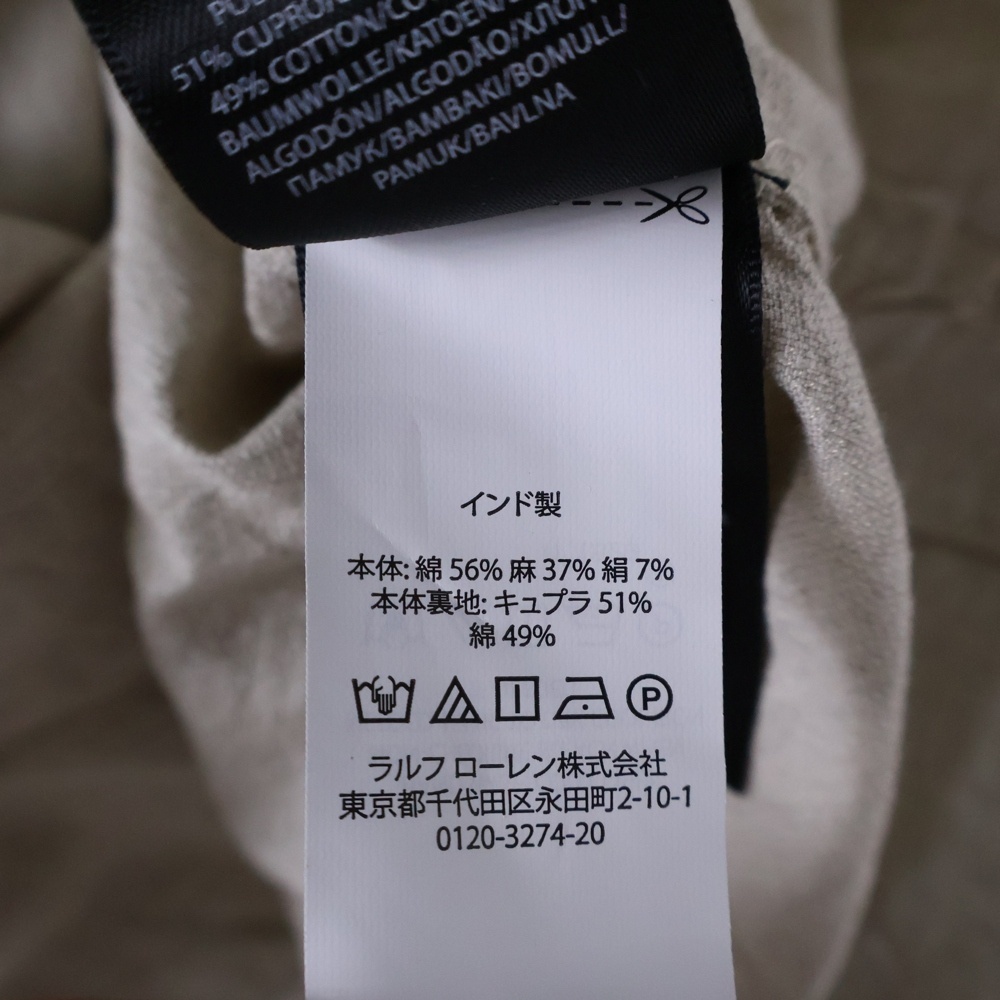 51% CUPRO/
49% COTTON/
BAUMWOLLE/KATOEN/
ALGODÓN/ALGODÃO/
ПАМУК/BAMBAKI/BOMULL/
PAMUK/BAVLNA
インド製
本体: 綿 56% 麻 37% 絹 7%
本体裏地: キュプラ 51%
綿 49%
P
ラルフ ローレン株式会社
東京都千代田区永田町2-10-1
0120-3274-20